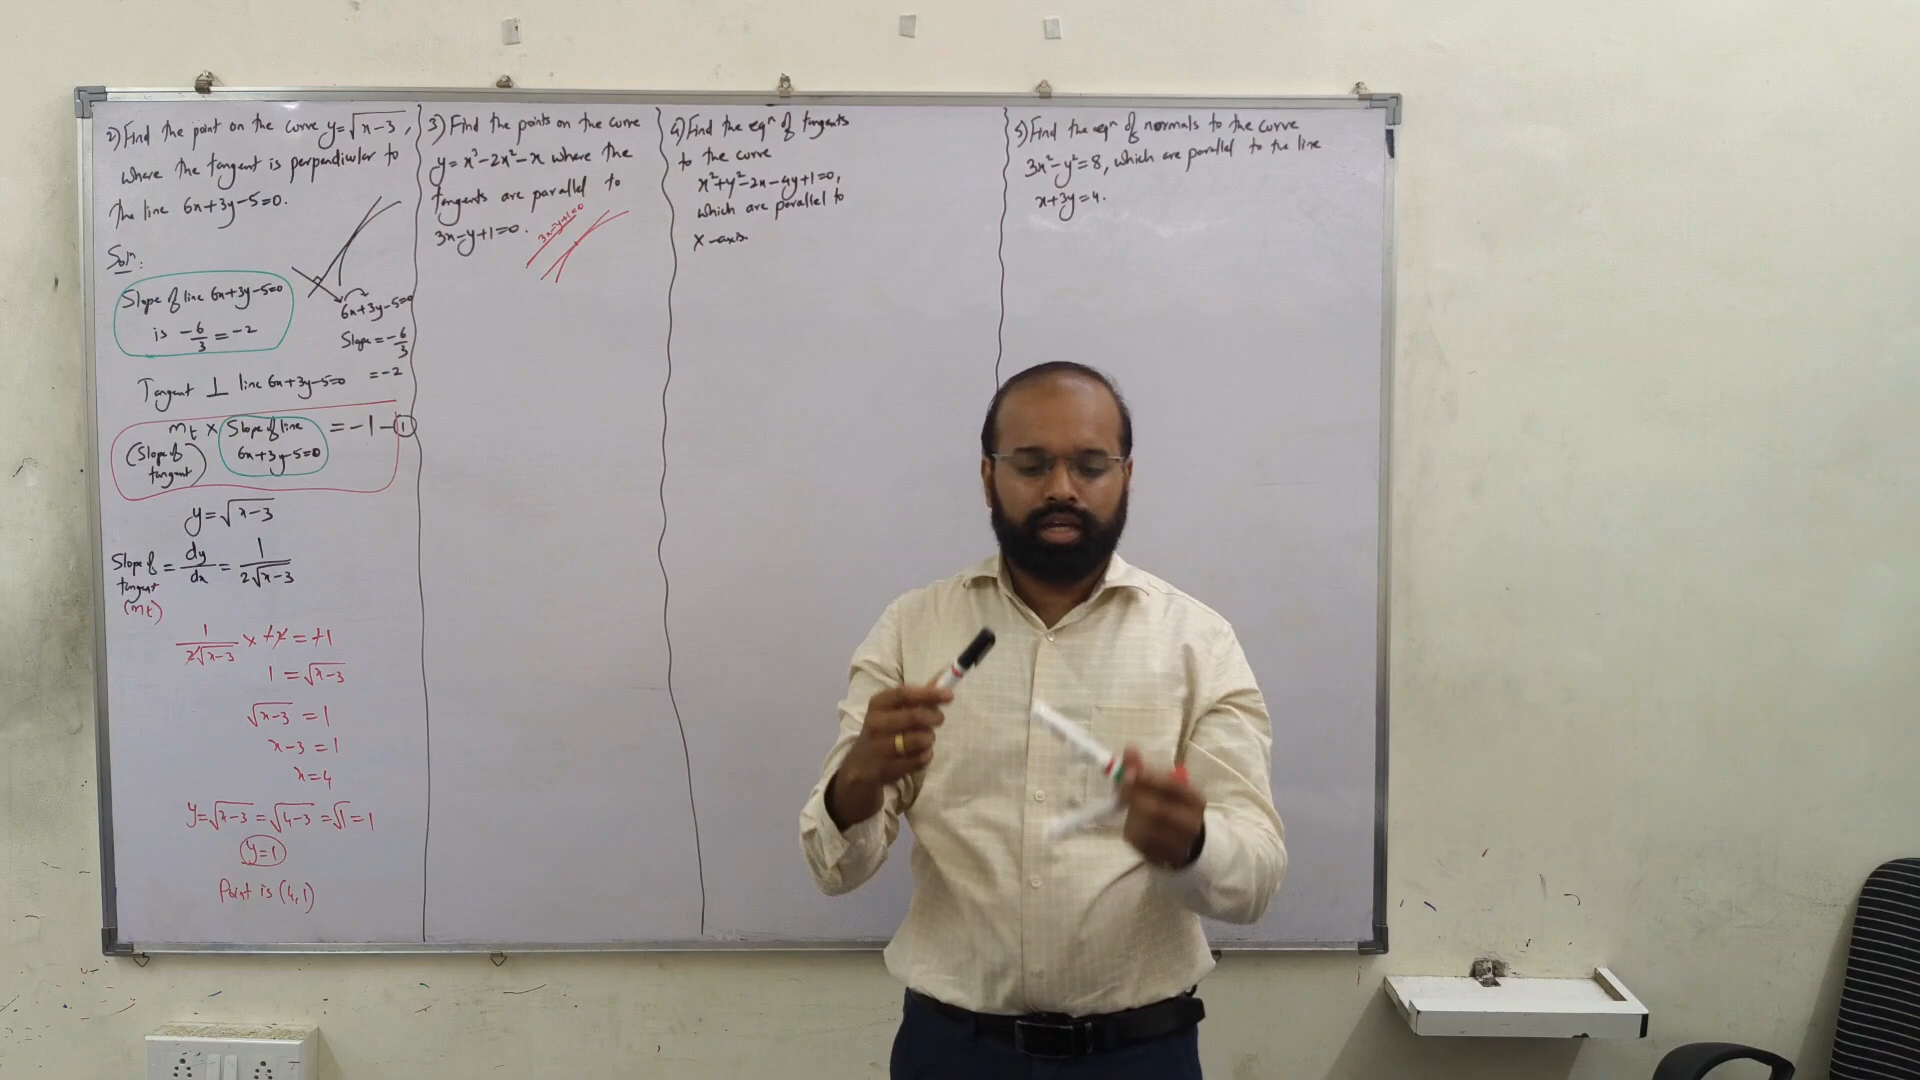 2) Find the point on the curve y=√(x-3),
where the tangent is perpendicular to
the line 6x+3y-5=0.
Soln:
Slope of line 6x+3y-5=0
is -6/3 = -2
6x+3y-5=0
Slope = -6/3
= -2
Tangent ⊥ line 6x+3y-5=0
m_t × Slope of line 6x+3y-5=0 = -1 - ①
(Slope of tangent)
y=√(x-3)
Slope of tangent (m_t) = dy/dx = 1/(2√(x-3))
1/(2√(x-3)) × -2 = -1
1 = √(x-3)
√(x-3) = 1
x-3 = 1
x=4
y=√(x-3) = √(4-3) = √1 = 1
y=1
Point is (4,1)
3) Find the points on the curve
y=x³-2x²-x where the
tangents are parallel to
3x-y+1=0.
3x-y+1=0
4) Find the eqⁿ of tangents
to the curve
x²+y²-2x-4y+1=0,
which are parallel to
X-axis.
5) Find the eqⁿ of normals to the curve
3x²-y²=8, which are parallel to the line
x+3y=4.